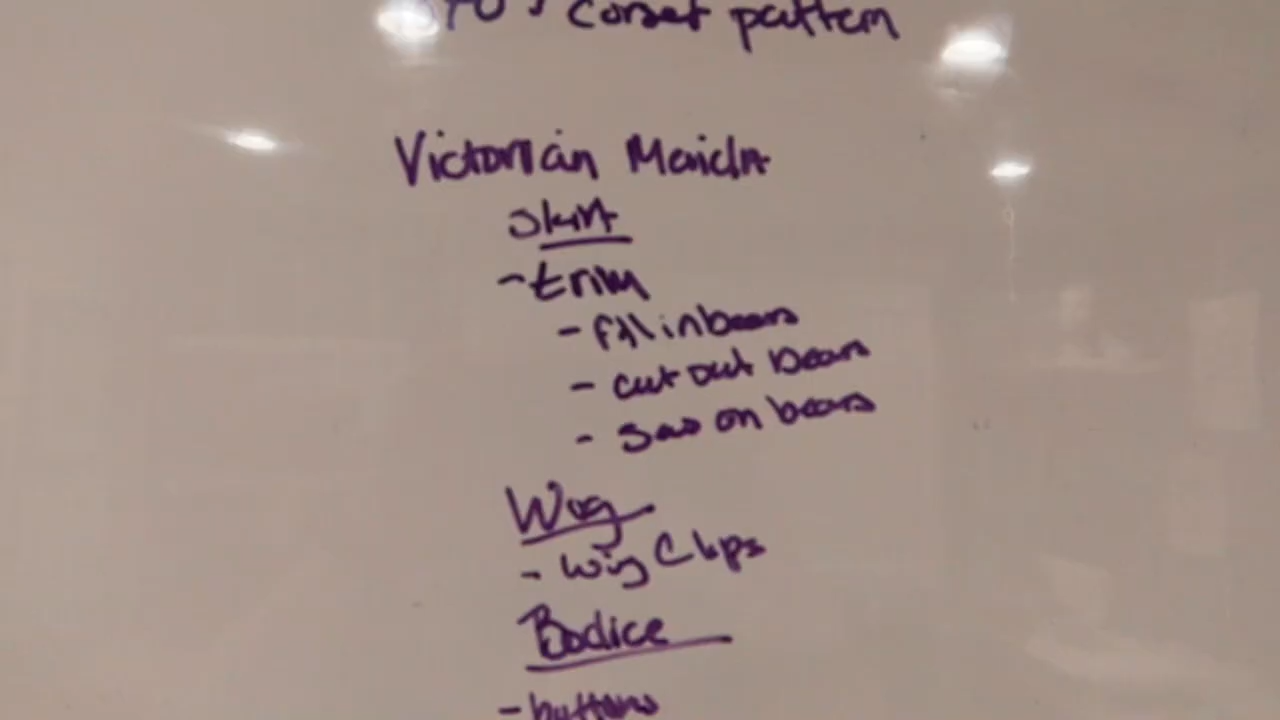 corset pattern
Victorian Maid
Skirt
- trim
- fill in bears
- cut out bears
- sew on bears
Wig
- wig clips
Bodice
- buttons